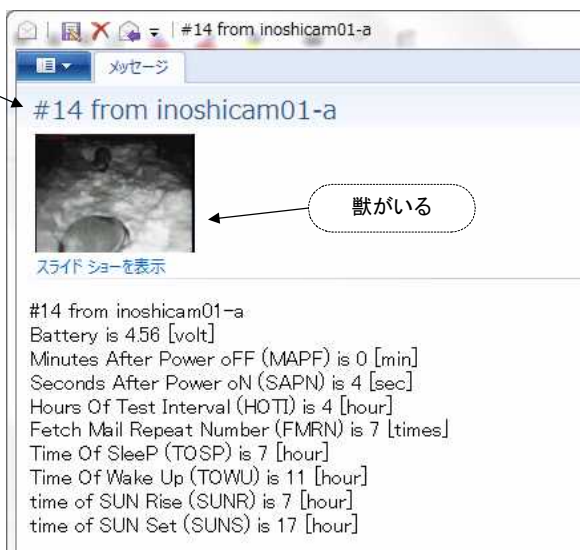 #14 from inoshicam01-a
メッセージ
#14 from inoshicam01-a
獣がいる
スライド ショーを表示
#14 from inoshicam01-a
Battery is 4.56 [volt]
Minutes After Power oFF (MAPF) is 0 [min]
Seconds After Power oN (SAPN) is 4 [sec]
Hours Of Test Interval (HOTI) is 4 [hour]
Fetch Mail Repeat Number (FMRN) is 7 [times]
Time Of SleeP (TOSP) is 7 [hour]
Time Of Wake Up (TOWU) is 11 [hour]
time of SUN Rise (SUNR) is 7 [hour]
time of SUN Set (SUNS) is 17 [hour]